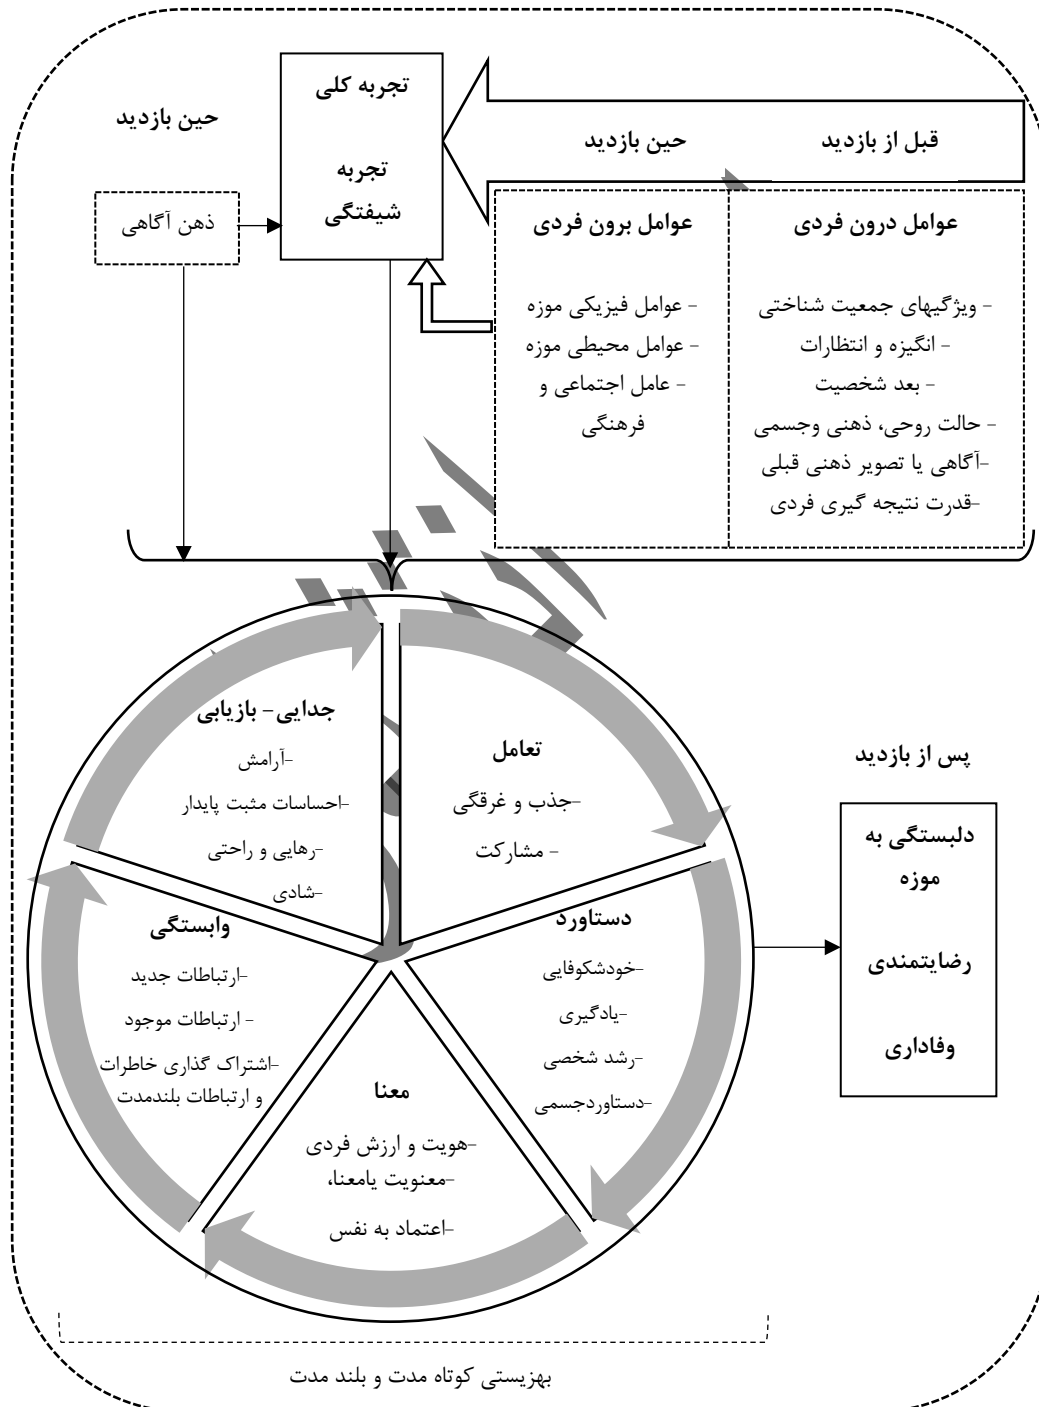 قبل از بازدید
حین بازدید
تجربه کلی
تجربه
شیفتگی
حین بازدید
ذهن آگاهی
عوامل درون فردی
- ویژگیهای جمعیت شناختی
- انگیزه و انتظارات
- بعد شخصیت
- حالت روحی، ذهنی وجسمی
-آگاهی یا تصویر ذهنی قبلی
-قدرت نتیجه گیری فردی
عوامل برون فردی
- عوامل فیزیکی موزه
- عوامل محیطی موزه
- عامل اجتماعی و
فرهنگی
تعامل
-جذب و غرقگی
- مشارکت
دستاورد
-خودشکوفایی
-یادگیری
-رشد شخصی
-دستاوردجسمی
معنا
-هویت و ارزش فردی
-معنویت یامعنا،
-اعتماد به نفس
وابستگی
-ارتباطات جدید
- ارتباطات موجود
-اشتراک گذاری خاطرات
و ارتباطات بلندمدت
جدایی- بازیابی
-آرامش
-احساسات مثبت پایدار
-رهایی و راحتی
-شادی
پس از بازدید
دلبستگی به
موزه
رضایتمندی
وفاداری
بهزیستی کوتاه مدت و بلند مدت